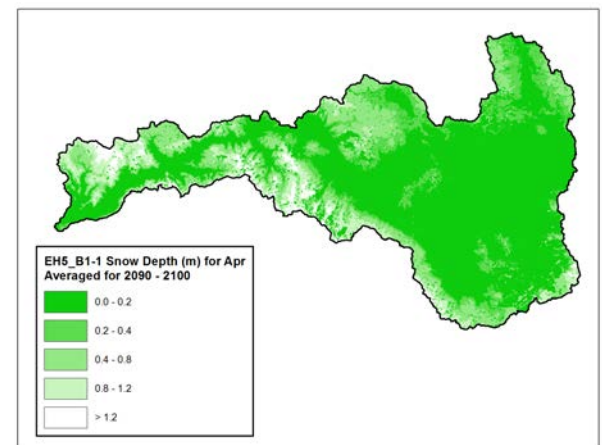 EH5_B1-1 Snow Depth (m) for Apr
Averaged for 2090 - 2100
0.0 - 0.2
0.2 - 0.4
0.4 - 0.8
0.8 - 1.2
> 1.2